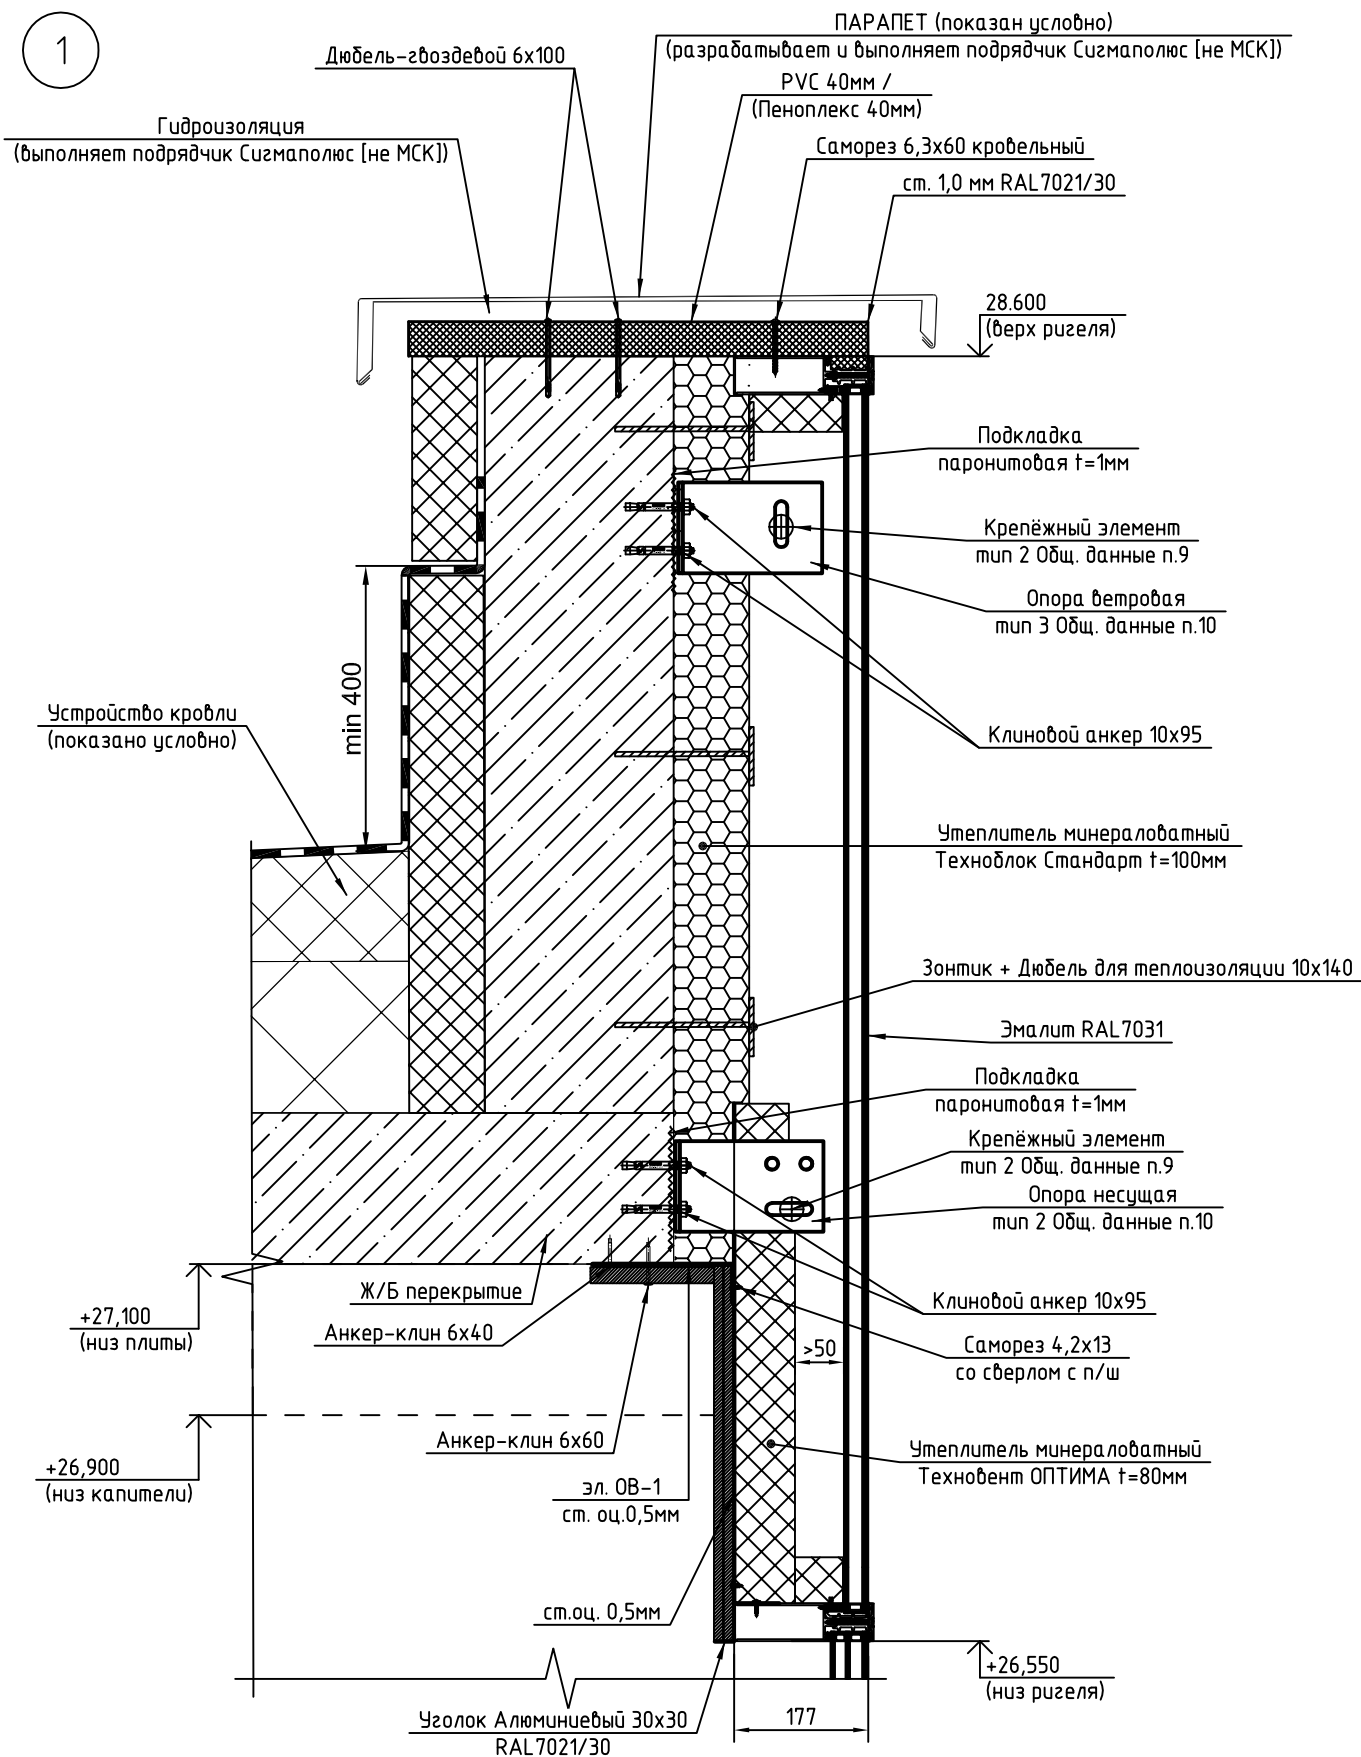 1
ПАРАПЕТ (показан условно)
(разрабатывает и выполняет подрядчик Сигмаполюс [не МСК])
Дюбель-гвоздевой 6х100
PVC 40мм /
(Пеноплекс 40мм)
Гидроизоляция
(выполняет подрядчик Сигмаполюс [не МСК])
Саморез 6,3х60 кровельный
ст. 1,0 мм RAL7021/30
28.600
(верх ригеля)
Подкладка
паронитовая t=1мм
Крепёжный элемент
тип 2 Общ. данные п.9
Опора ветровая
тип 3 Общ. данные п.10
min 400
Устройство кровли
(показано условно)
Клиновой анкер 10х95
Утеплитель минераловатный
Техноблок Стандарт t=100мм
Зонтик + Дюбель для теплоизоляции 10х140
Эмалит RAL7031
Подкладка
паронитовая t=1мм
Крепёжный элемент
тип 2 Общ. данные п.9
Опора несущая
тип 2 Общ. данные п.10
Ж/Б перекрытие
Клиновой анкер 10х95
+27,100
(низ плиты)
Анкер-клин 6х40
Саморез 4,2х13
со сверлом с п/ш
>50
Анкер-клин 6х60
Утеплитель минераловатный
Техновент ОПТИМА t=80мм
+26,900
(низ капители)
эл. ОВ-1
ст. оц.0,5мм
ст.оц. 0,5мм
+26,550
(низ ригеля)
177
Уголок Алюминиевый 30х30
RAL7021/30